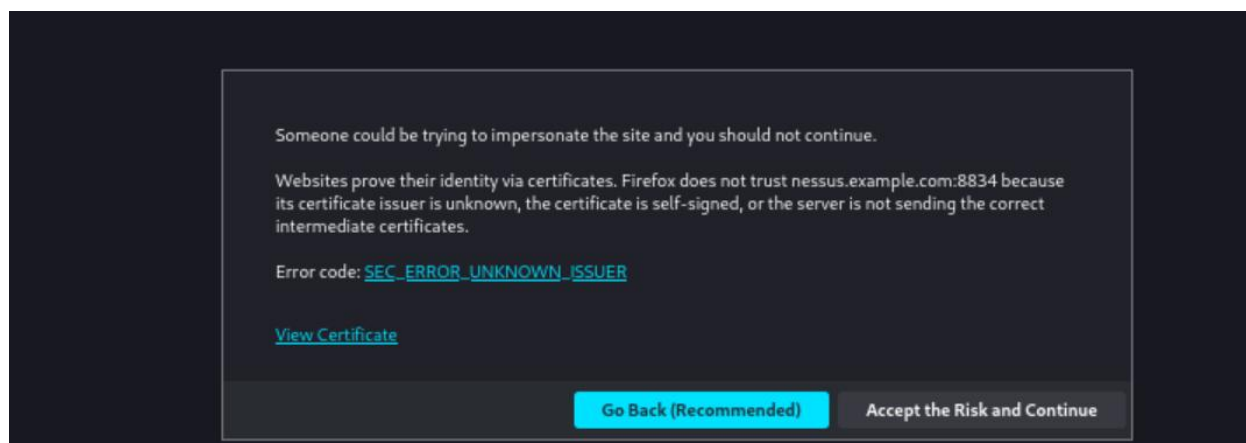 Someone could be trying to impersonate the site and you should not continue.
Websites prove their identity via certificates. Firefox does not trust nessus.example.com:8834 because
its certificate issuer is unknown, the certificate is self-signed, or the server is not sending the correct
intermediate certificates.
Error code: SEC_ERROR_UNKNOWN_ISSUER
View Certificate
Go Back (Recommended)
Accept the Risk and Continue